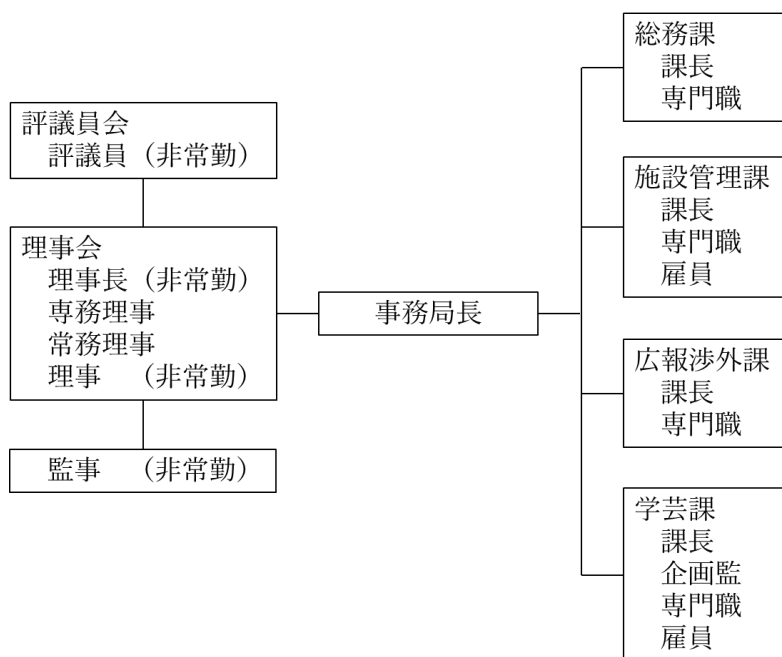 評議員会
評議員（非常勤）
理事会
理事長（非常勤）
専務理事
常務理事
理事　（非常勤）
監事　（非常勤）
事務局長
総務課
課長
専門職
施設管理課
課長
専門職
雇員
広報渉外課
課長
専門職
学芸課
課長
企画監
専門職
雇員